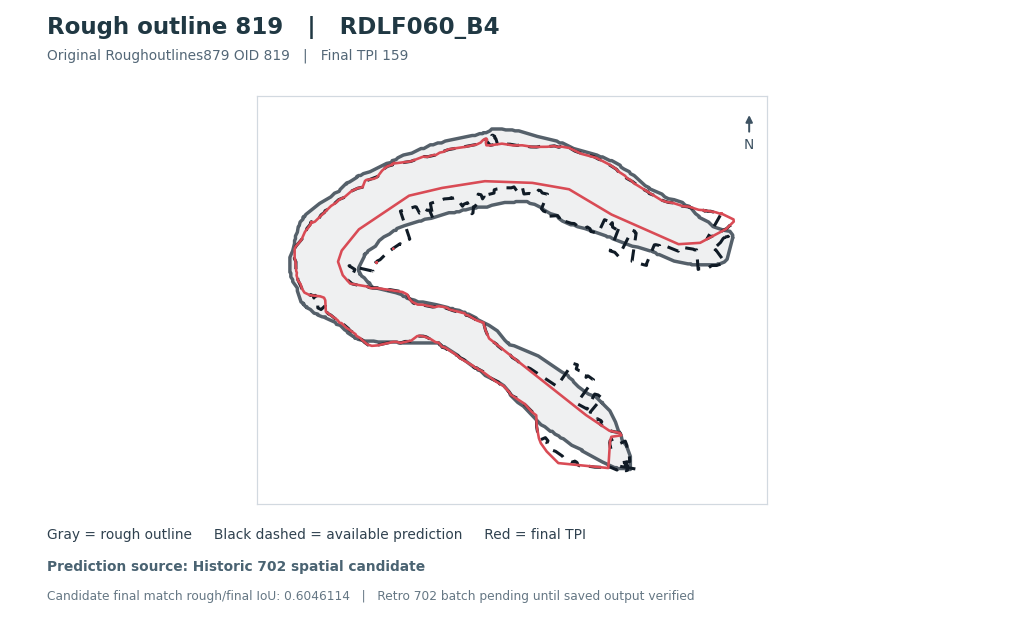 Rough outline 819 | RDLF060_B4
Original Roughoutlines879 OID 819 | Final TPI 159
N
Gray = rough outline Black dashed = available prediction Red = final TPI
Prediction source: Historic 702 spatial candidate
Candidate final match rough/final IoU: 0.6046114 | Retro 702 batch pending until saved output verified